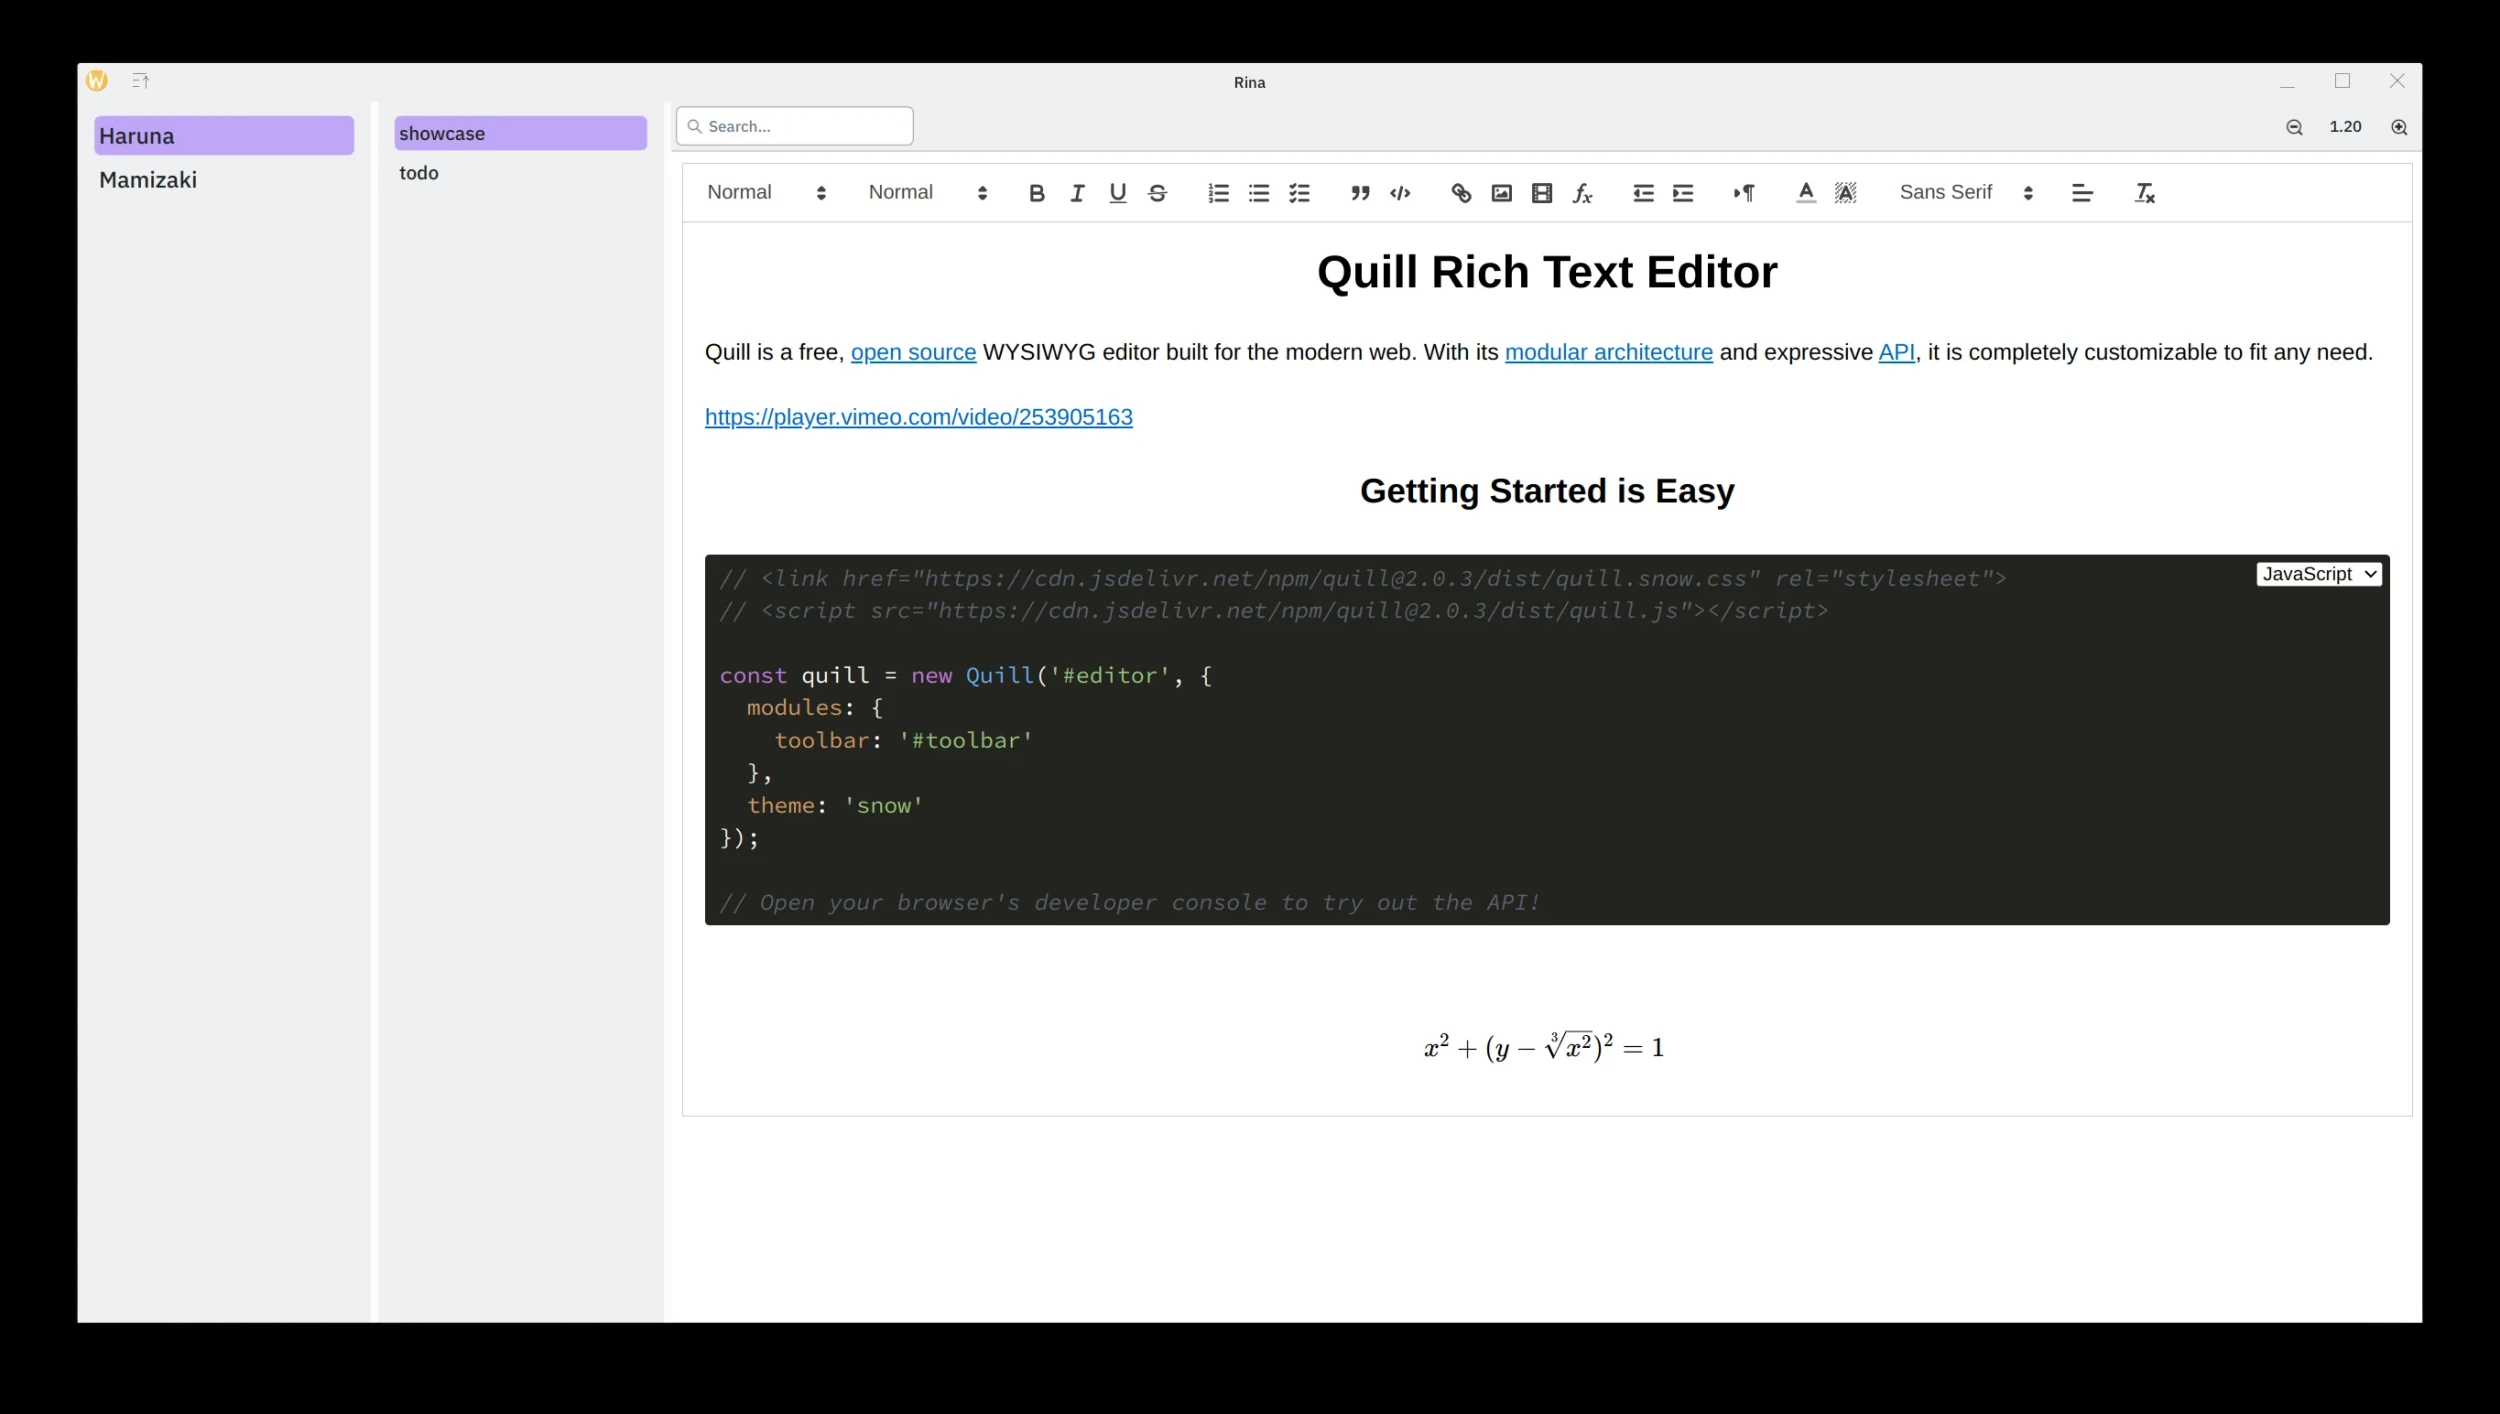 Rina
Haruna
Mamizaki
showcase
todo
Search...
1.20
Normal Normal Sans Serif
Quill Rich Text Editor
Quill is a free, open source WYSIWYG editor built for the modern web. With its modular architecture and expressive API, it is completely customizable to fit any need.
https://player.vimeo.com/video/253905163
Getting Started is Easy
JavaScript
// <link href="https://cdn.jsdelivr.net/npm/quill@2.0.3/dist/quill.snow.css" rel="stylesheet">
// <script src="https://cdn.jsdelivr.net/npm/quill@2.0.3/dist/quill.js"></script>
const quill = new Quill('#editor', {
  modules: {
    toolbar: '#toolbar'
  },
  theme: 'snow'
});
// Open your browser's developer console to try out the API!
x² + (y − ∛x²)² = 1